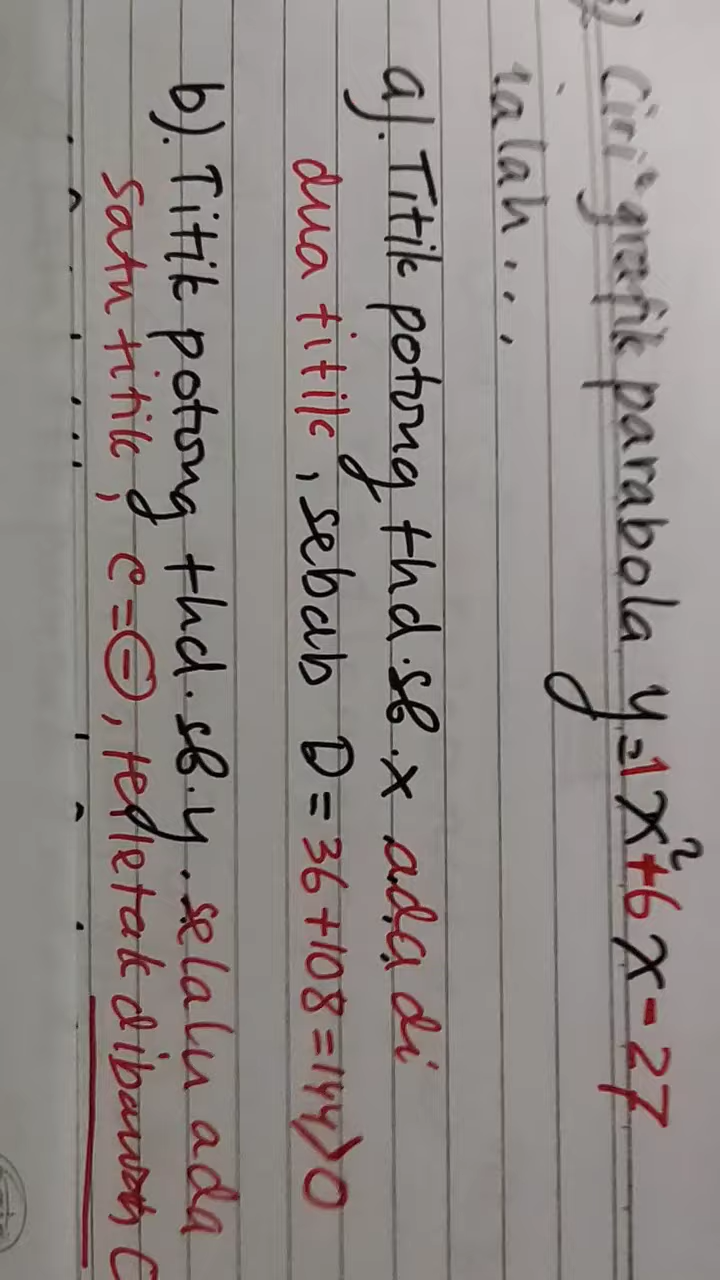 Ciri² grafik parabola y=1x²+6x-27
ialah...
a). Titik potong thd.sb.x ada di
dua titik, sebab D=36+108=144>0
b). Titik potong thd.sb.y.selalu ada
satu titik, c=⊖, terletak dibawah